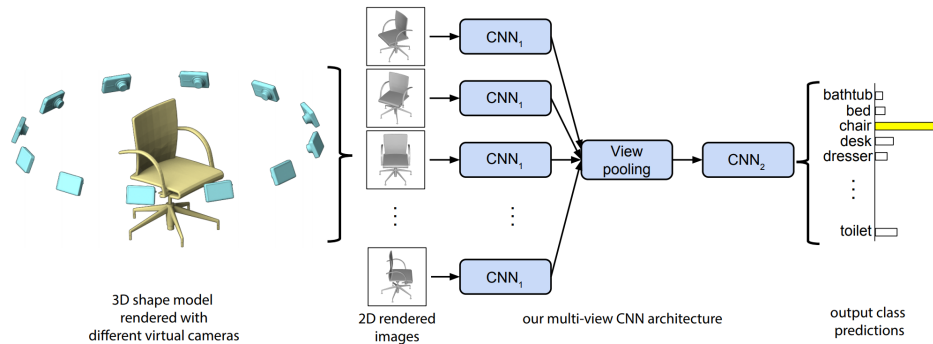 CNN1
CNN1
CNN1
⋮
⋮
CNN1
View
pooling
CNN2
bathtub
bed
chair
desk
dresser
⋮
toilet
3D shape model
rendered with
different virtual cameras
2D rendered
images
our multi-view CNN architecture
output class
predictions